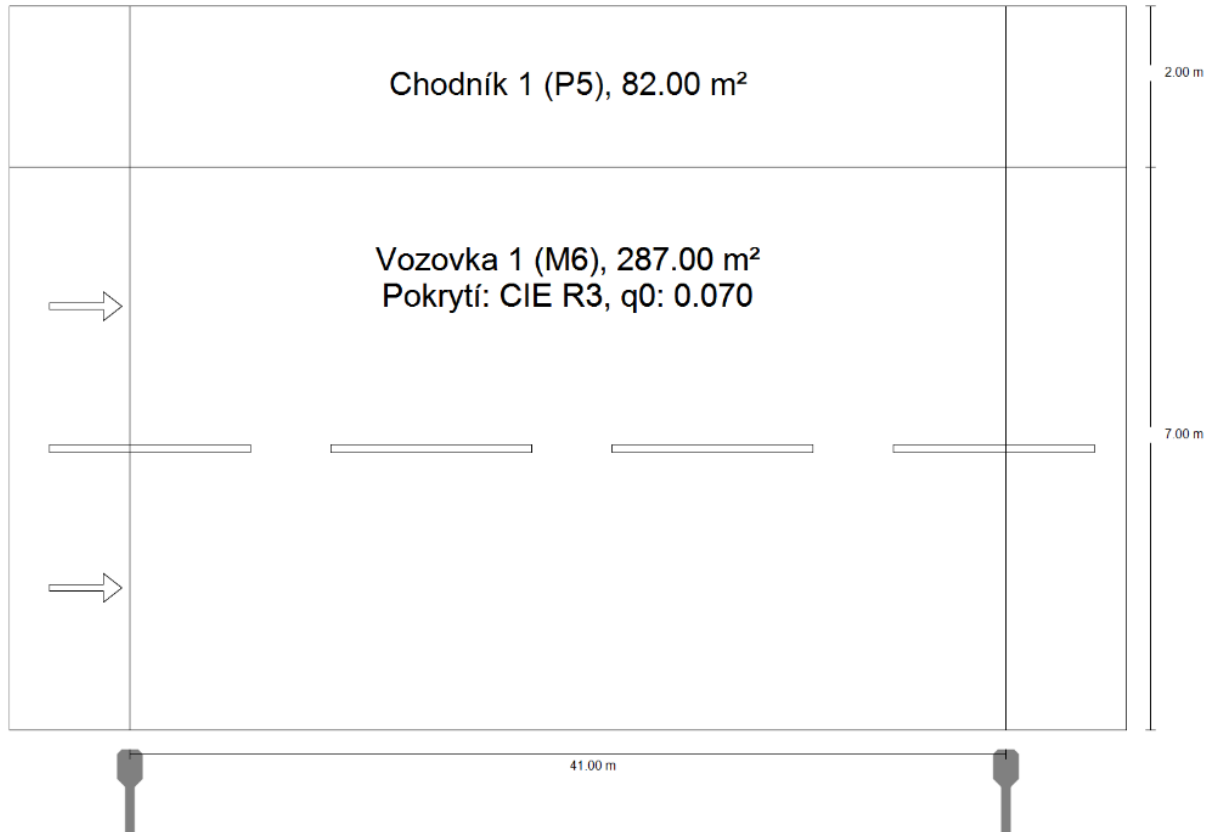 Chodník 1 (P5), 82.00 m²
2.00 m
Vozovka 1 (M6), 287.00 m²
Pokrytí: CIE R3, q0: 0.070
7.00 m
41.00 m